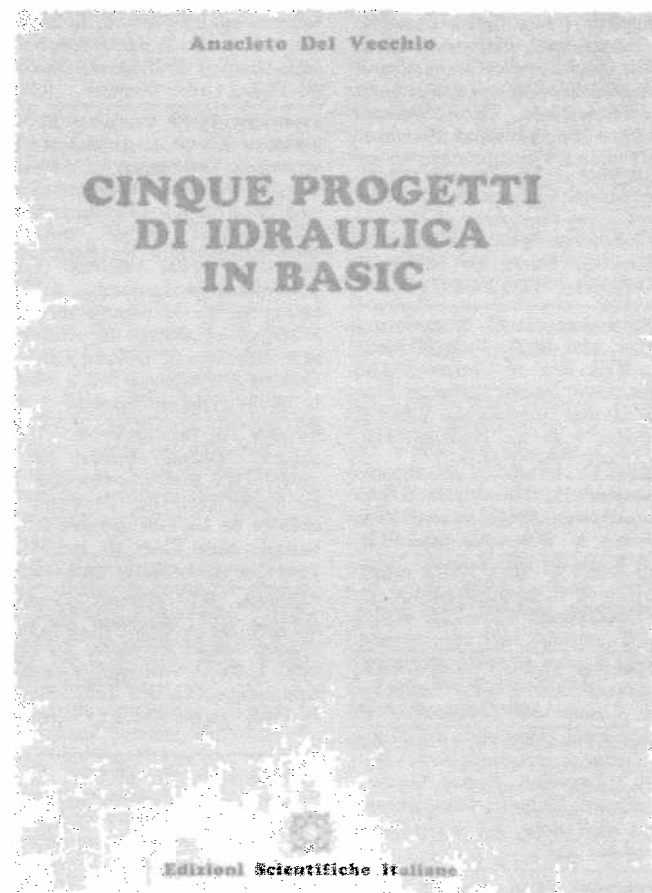 Anacleto Del Vecchio
CINQUE PROGETTI
DI IDRAULICA
IN BASIC
Edizioni Scientifiche Italiane